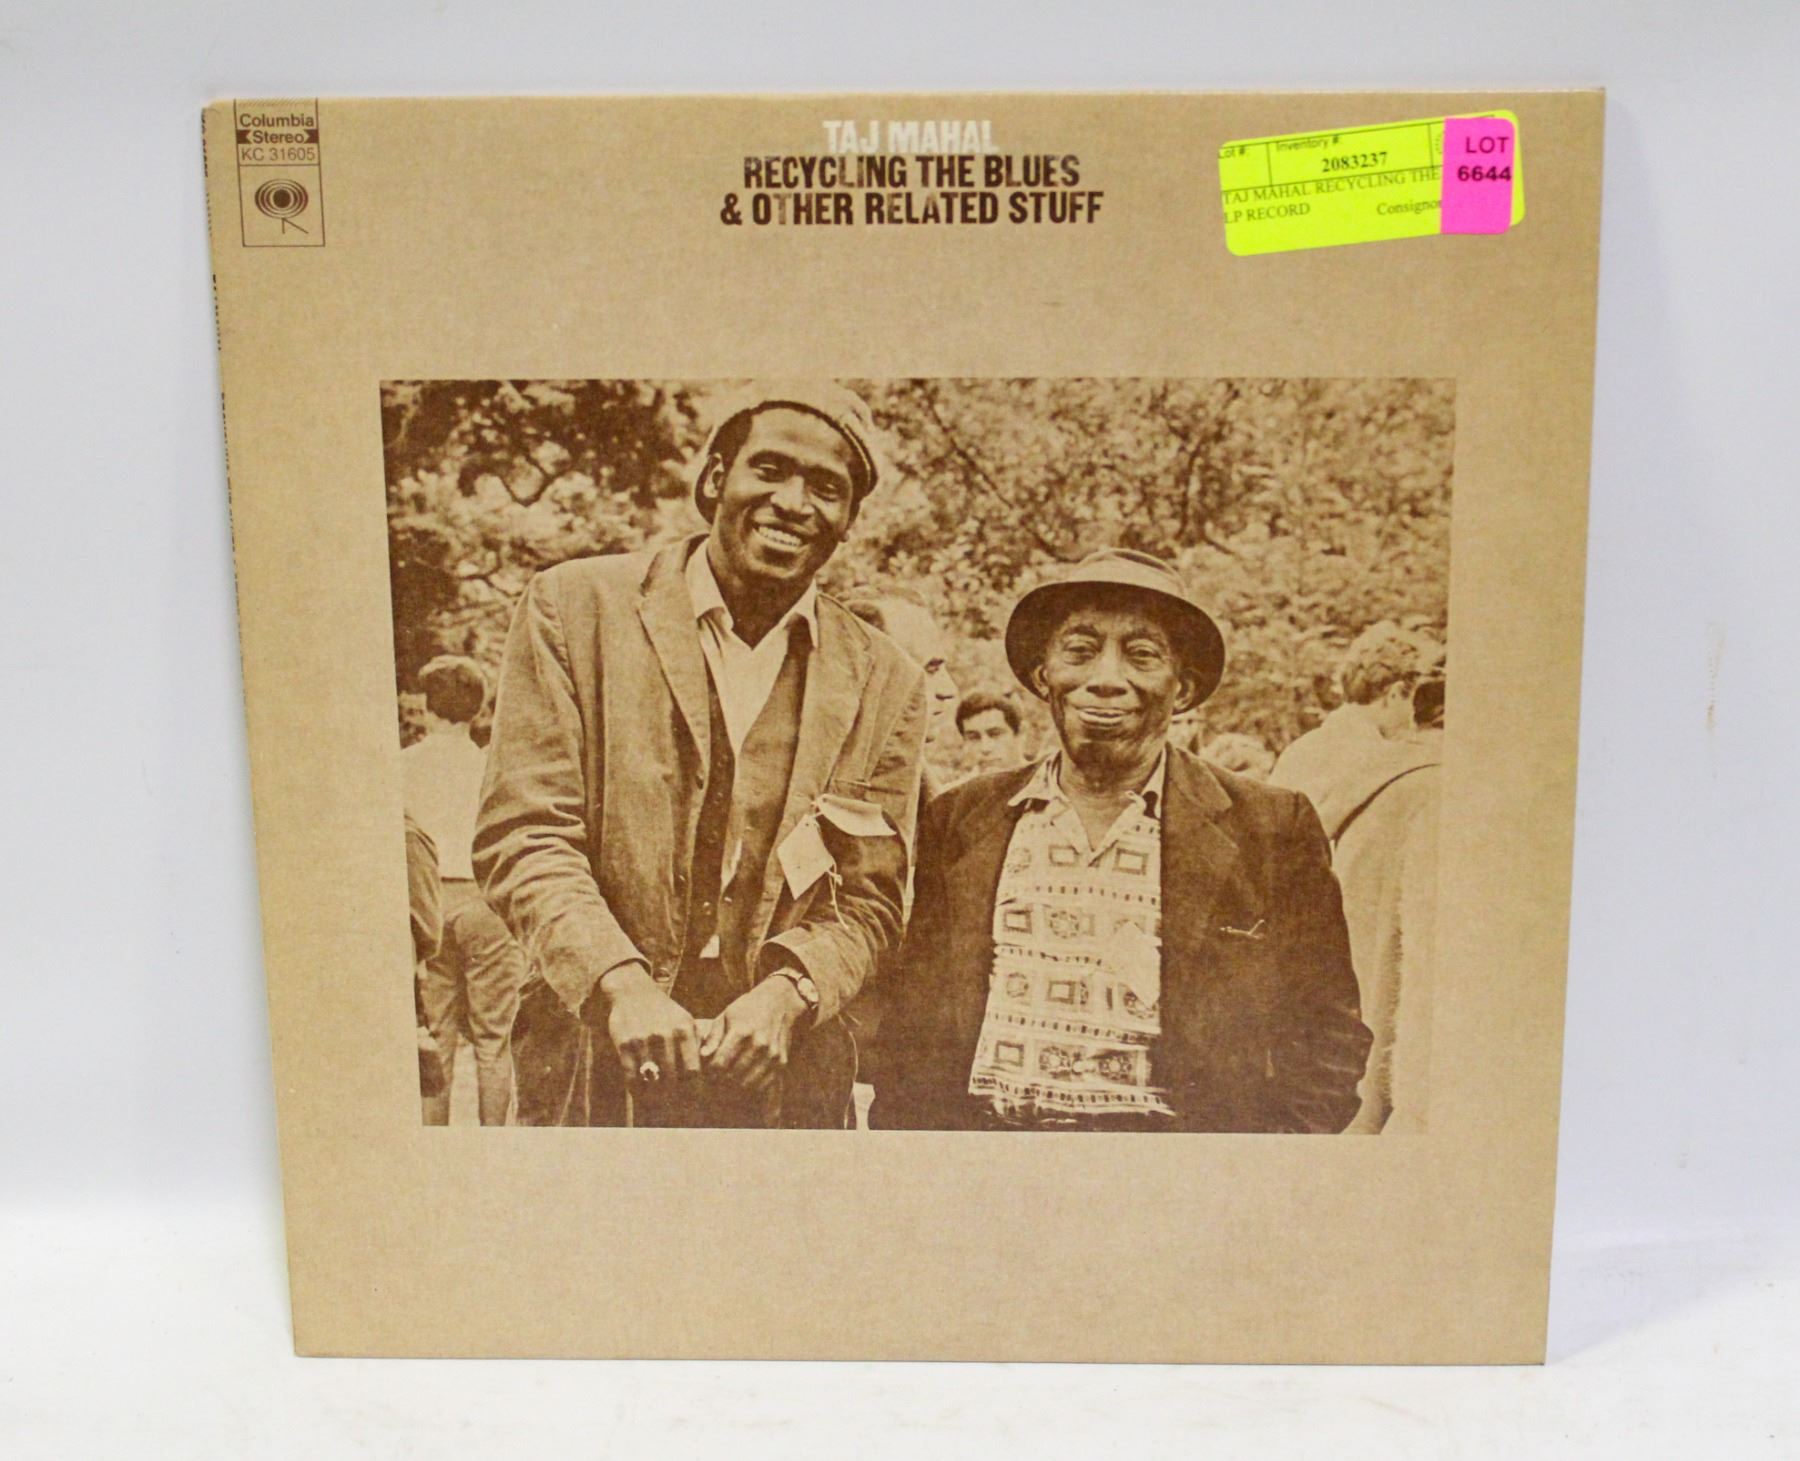 Columbia
Stereo
KC 31605
TAJ MAHAL
RECYCLING THE BLUES
& OTHER RELATED STUFF
Lot #:
Inventory #:
2083237
TAJ MAHAL RECYCLING THE
LP RECORD
Consignor
LOT
6644